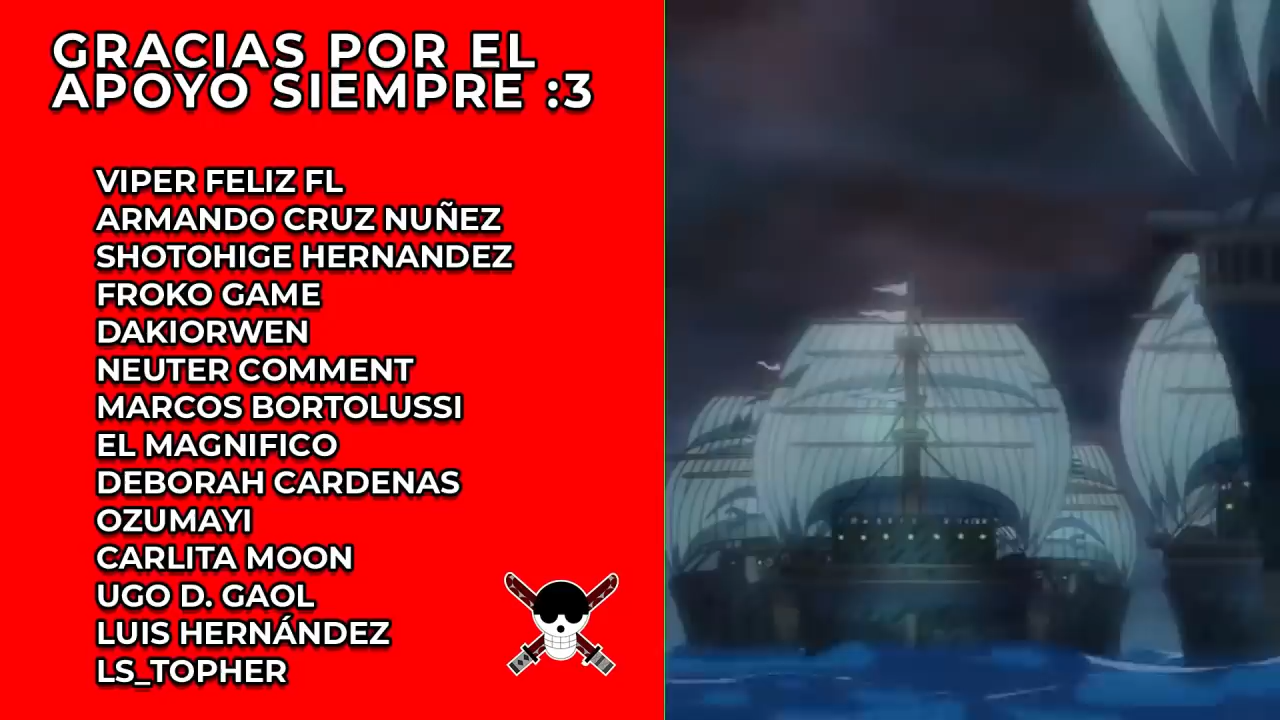 GRACIAS POR EL
APOYO SIEMPRE :3
VIPER FELIZ FL
ARMANDO CRUZ NUÑEZ
SHOTOHIGE HERNANDEZ
FROKO GAME
DAKIORWEN
NEUTER COMMENT
MARCOS BORTOLUSSI
EL MAGNIFICO
DEBORAH CARDENAS
OZUMAYI
CARLITA MOON
UGO D. GAOL
LUIS HERNÁNDEZ
LS_TOPHER